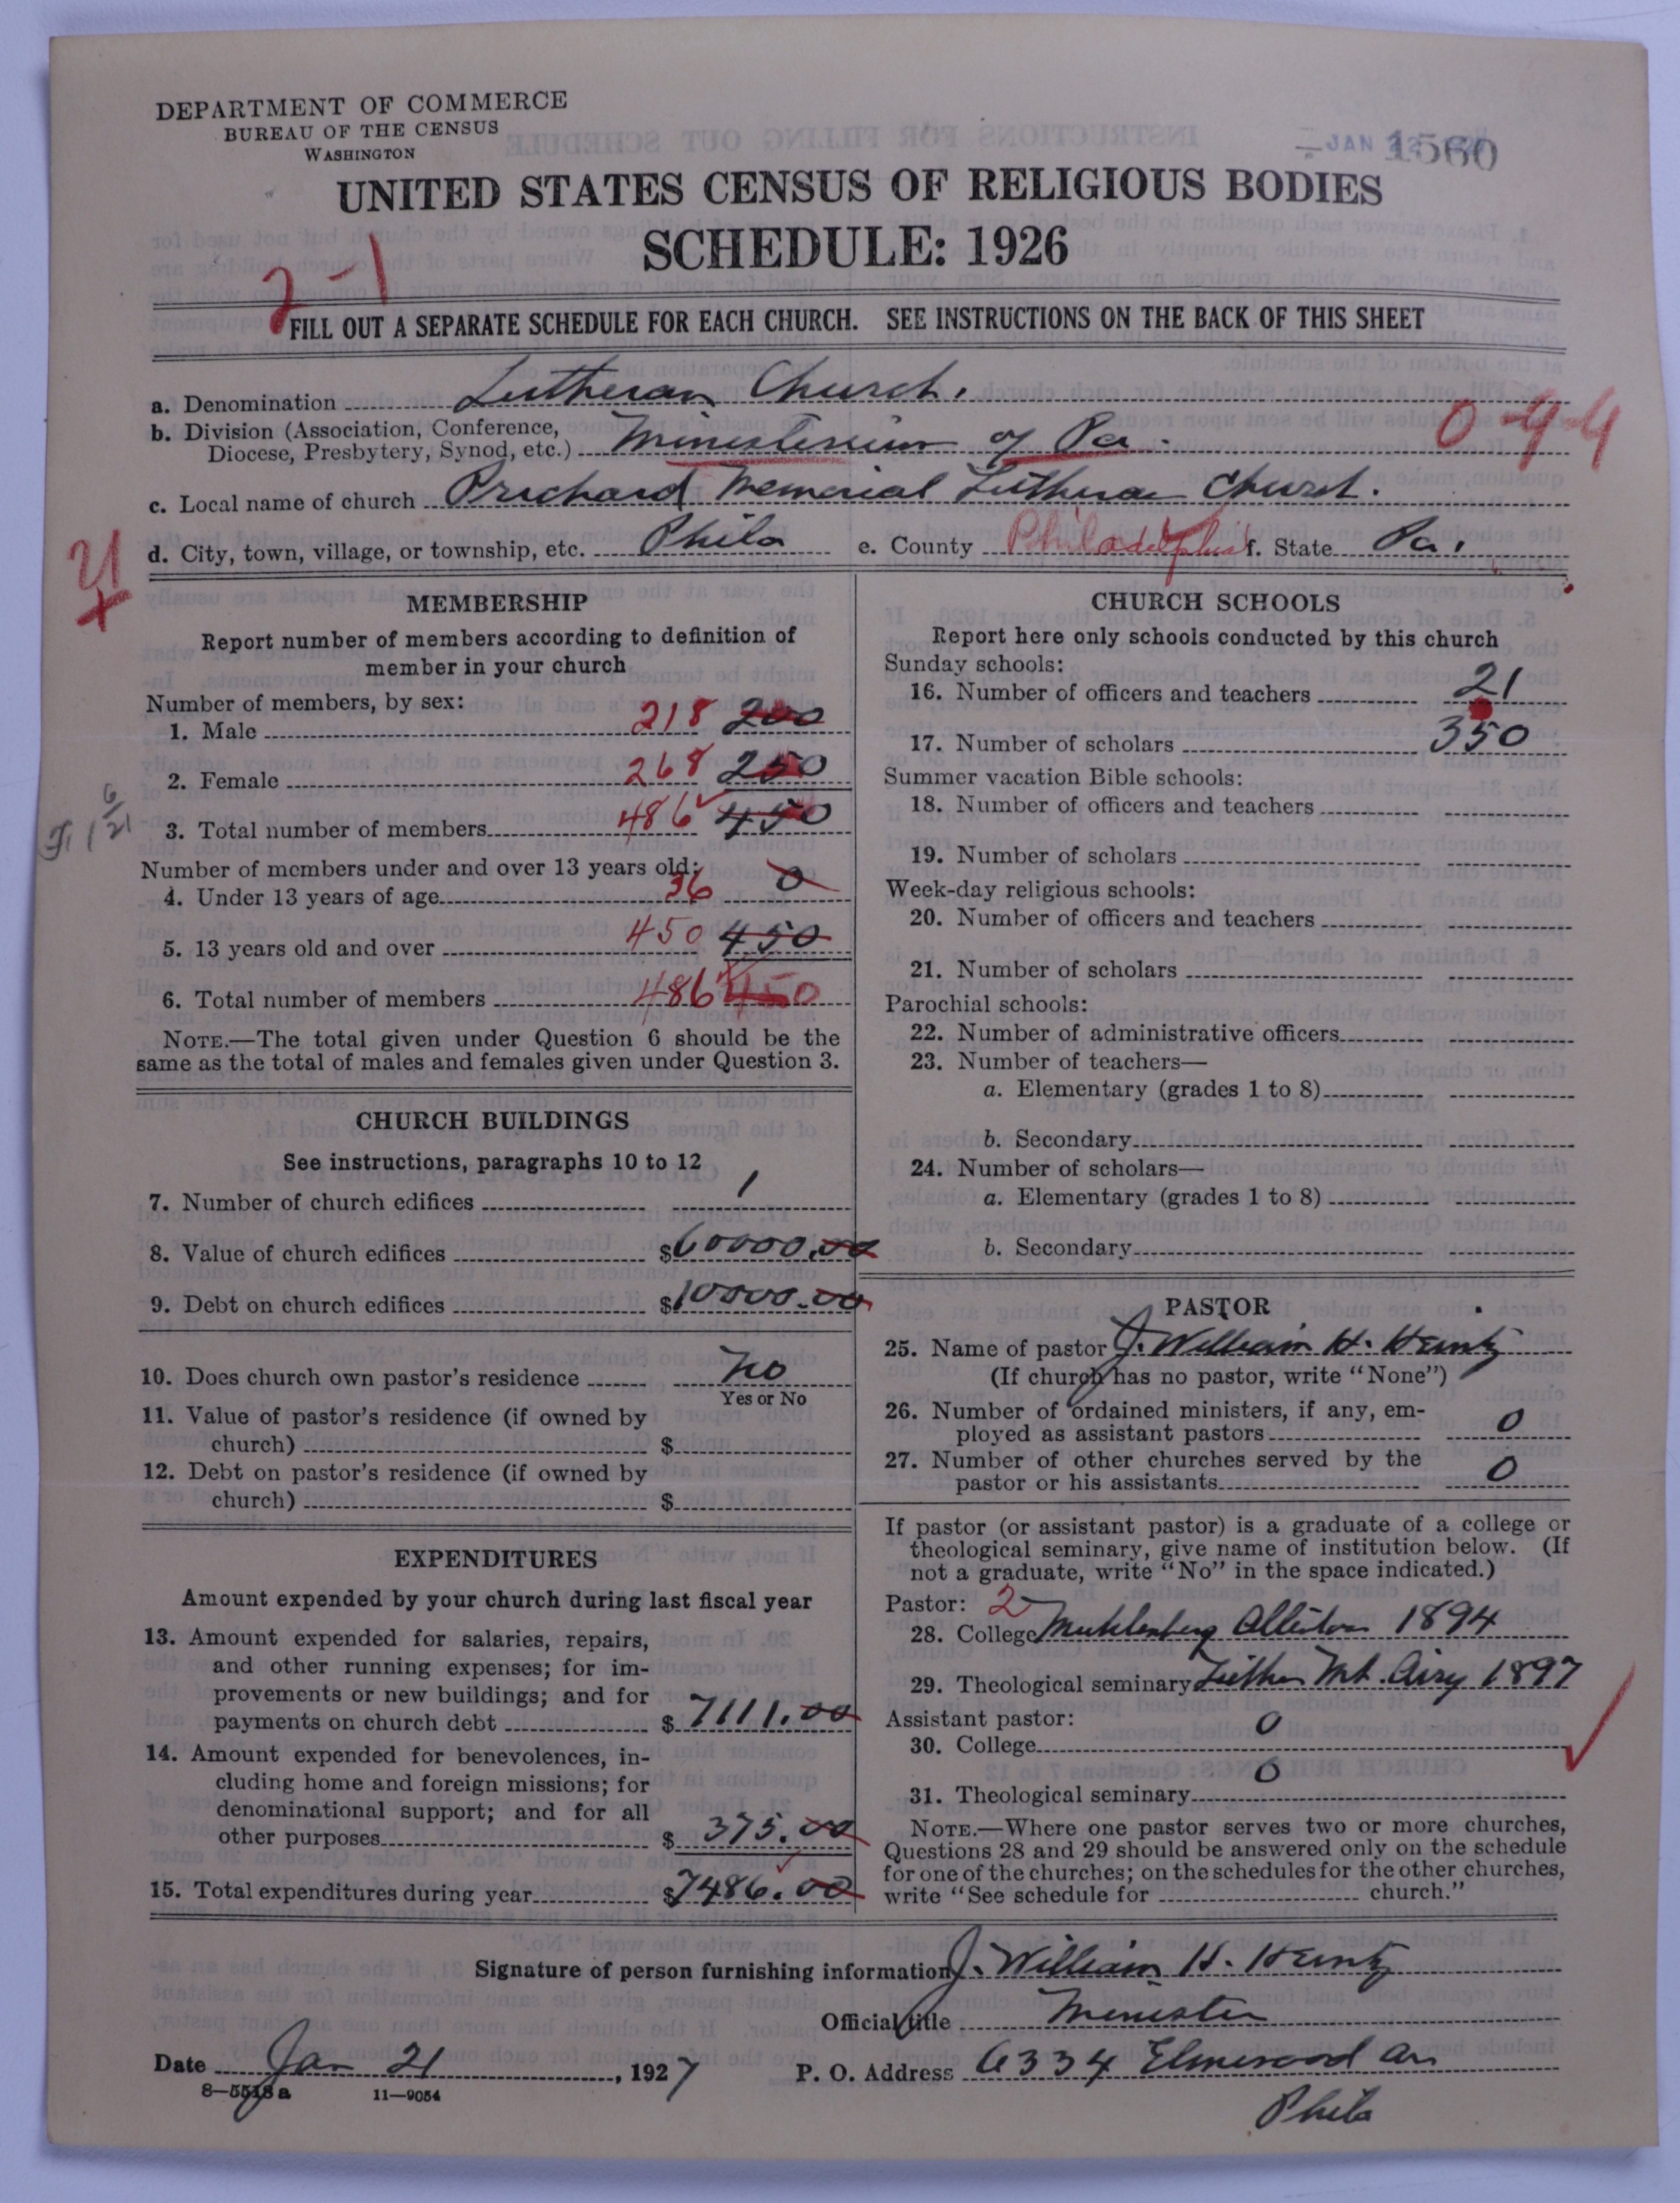 DEPARTMENT OF COMMERCE
BUREAU OF THE CENSUS
WASHINGTON
JAN 22
1560
UNITED STATES CENSUS OF RELIGIOUS BODIES
SCHEDULE: 1926
2-1
FILL OUT A SEPARATE SCHEDULE FOR EACH CHURCH. SEE INSTRUCTIONS ON THE BACK OF THIS SHEET
a. Denomination Lutheran Church.
b. Division (Association, Conference,
Diocese, Presbytery, Synod, etc.) Ministerium of Pa.
0-4-4
c. Local name of church Prichard Memorial Lutheran Church.
d. City, town, village, or township, etc. Phila e. County Philadelphia f. State Pa.
MEMBERSHIP
Report number of members according to definition of
member in your church
Number of members, by sex:
1. Male 218 200
2. Female 268 250
3. Total number of members 486 450
Number of members under and over 13 years old:
4. Under 13 years of age 36 0
5. 13 years old and over 450 450
6. Total number of members 486 450
NOTE.—The total given under Question 6 should be the
same as the total of males and females given under Question 3.
CHURCH BUILDINGS
See instructions, paragraphs 10 to 12
7. Number of church edifices 1
8. Value of church edifices $60000.00
9. Debt on church edifices $10000.00
10. Does church own pastor's residence No
Yes or No
11. Value of pastor's residence (if owned by
church) $
12. Debt on pastor's residence (if owned by
church) $
EXPENDITURES
Amount expended by your church during last fiscal year
13. Amount expended for salaries, repairs,
and other running expenses; for im-
provements or new buildings; and for
payments on church debt $ 7111.00
14. Amount expended for benevolences, in-
cluding home and foreign missions; for
denominational support; and for all
other purposes $ 375.00
15. Total expenditures during year $7486.00
CHURCH SCHOOLS
Report here only schools conducted by this church
Sunday schools:
16. Number of officers and teachers 21
17. Number of scholars 350
Summer vacation Bible schools:
18. Number of officers and teachers
19. Number of scholars
Week-day religious schools:
20. Number of officers and teachers
21. Number of scholars
Parochial schools:
22. Number of administrative officers
23. Number of teachers—
a. Elementary (grades 1 to 8)
b. Secondary
24. Number of scholars—
a. Elementary (grades 1 to 8)
b. Secondary
PASTOR
25. Name of pastor J. William H. Heintz
(If church has no pastor, write "None")
26. Number of ordained ministers, if any, em-
ployed as assistant pastors 0
27. Number of other churches served by the
pastor or his assistants 0
If pastor (or assistant pastor) is a graduate of a college or
theological seminary, give name of institution below. (If
not a graduate, write "No" in the space indicated.)
Pastor: 2
28. College Muhlenberg 1894
29. Theological seminary Luther Mt. Airy 1897
Assistant pastor:
30. College 0
31. Theological seminary 0
NOTE.—Where one pastor serves two or more churches,
Questions 28 and 29 should be answered only on the schedule
for one of the churches; on the schedules for the other churches,
write "See schedule for church."
Signature of person furnishing information J. William H. Heintz
Official title Minister
Date Jan 21, 1927 P. O. Address 6334 Elmwood Av
Phila
8—5518a 11—9054